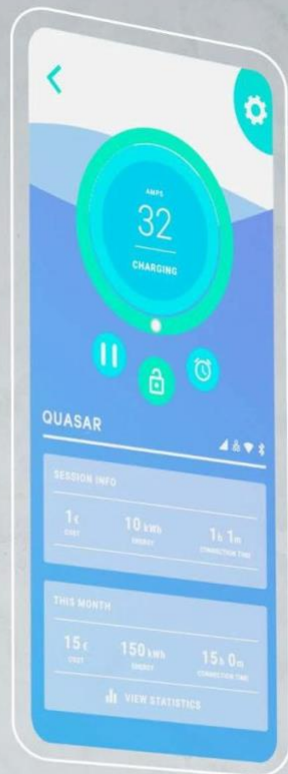 AMPS
32
CHARGING
QUASAR
SESSION INFO
1€ 10 kWh 1h 1m
COST ENERGY CONNECTION TIME
THIS MONTH
15€ 150 kWh 15h 0m
COST ENERGY CONNECTION TIME
VIEW STATISTICS